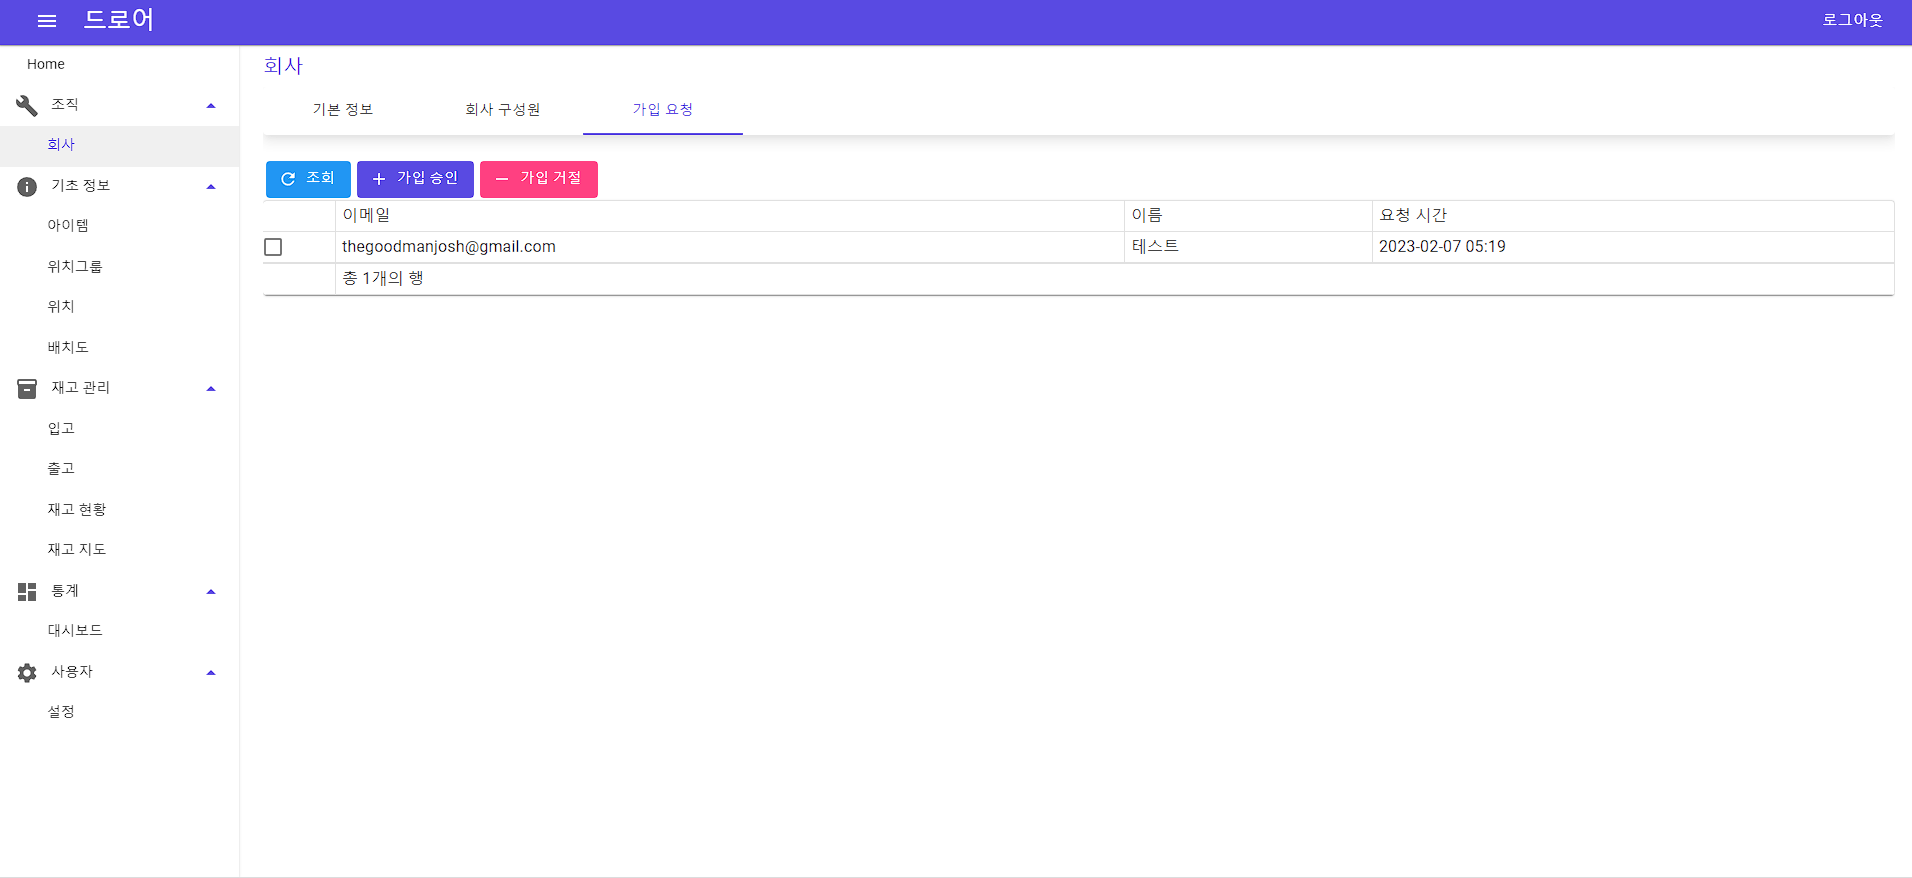 드로어
로그아웃
Home
조직
회사
기초 정보
아이템
위치그룹
위치
배치도
재고 관리
입고
출고
재고 현황
재고 지도
통계
대시보드
사용자
설정
회사
기본 정보 회사 구성원 가입 요청
조회 가입 승인 가입 거절
이메일 이름 요청 시간
thegoodmanjosh@gmail.com 테스트 2023-02-07 05:19
총 1개의 행